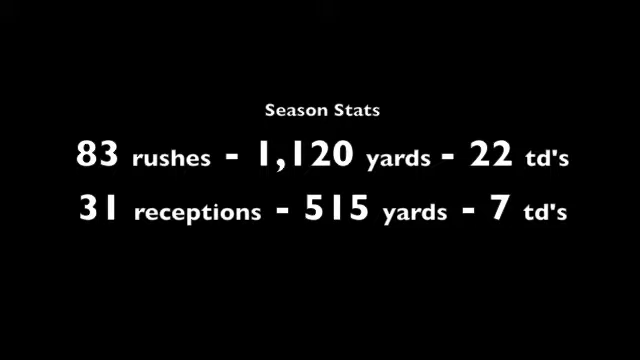 Season Stats
83 rushes - 1,120 yards - 22 td's
31 receptions - 515 yards - 7 td's